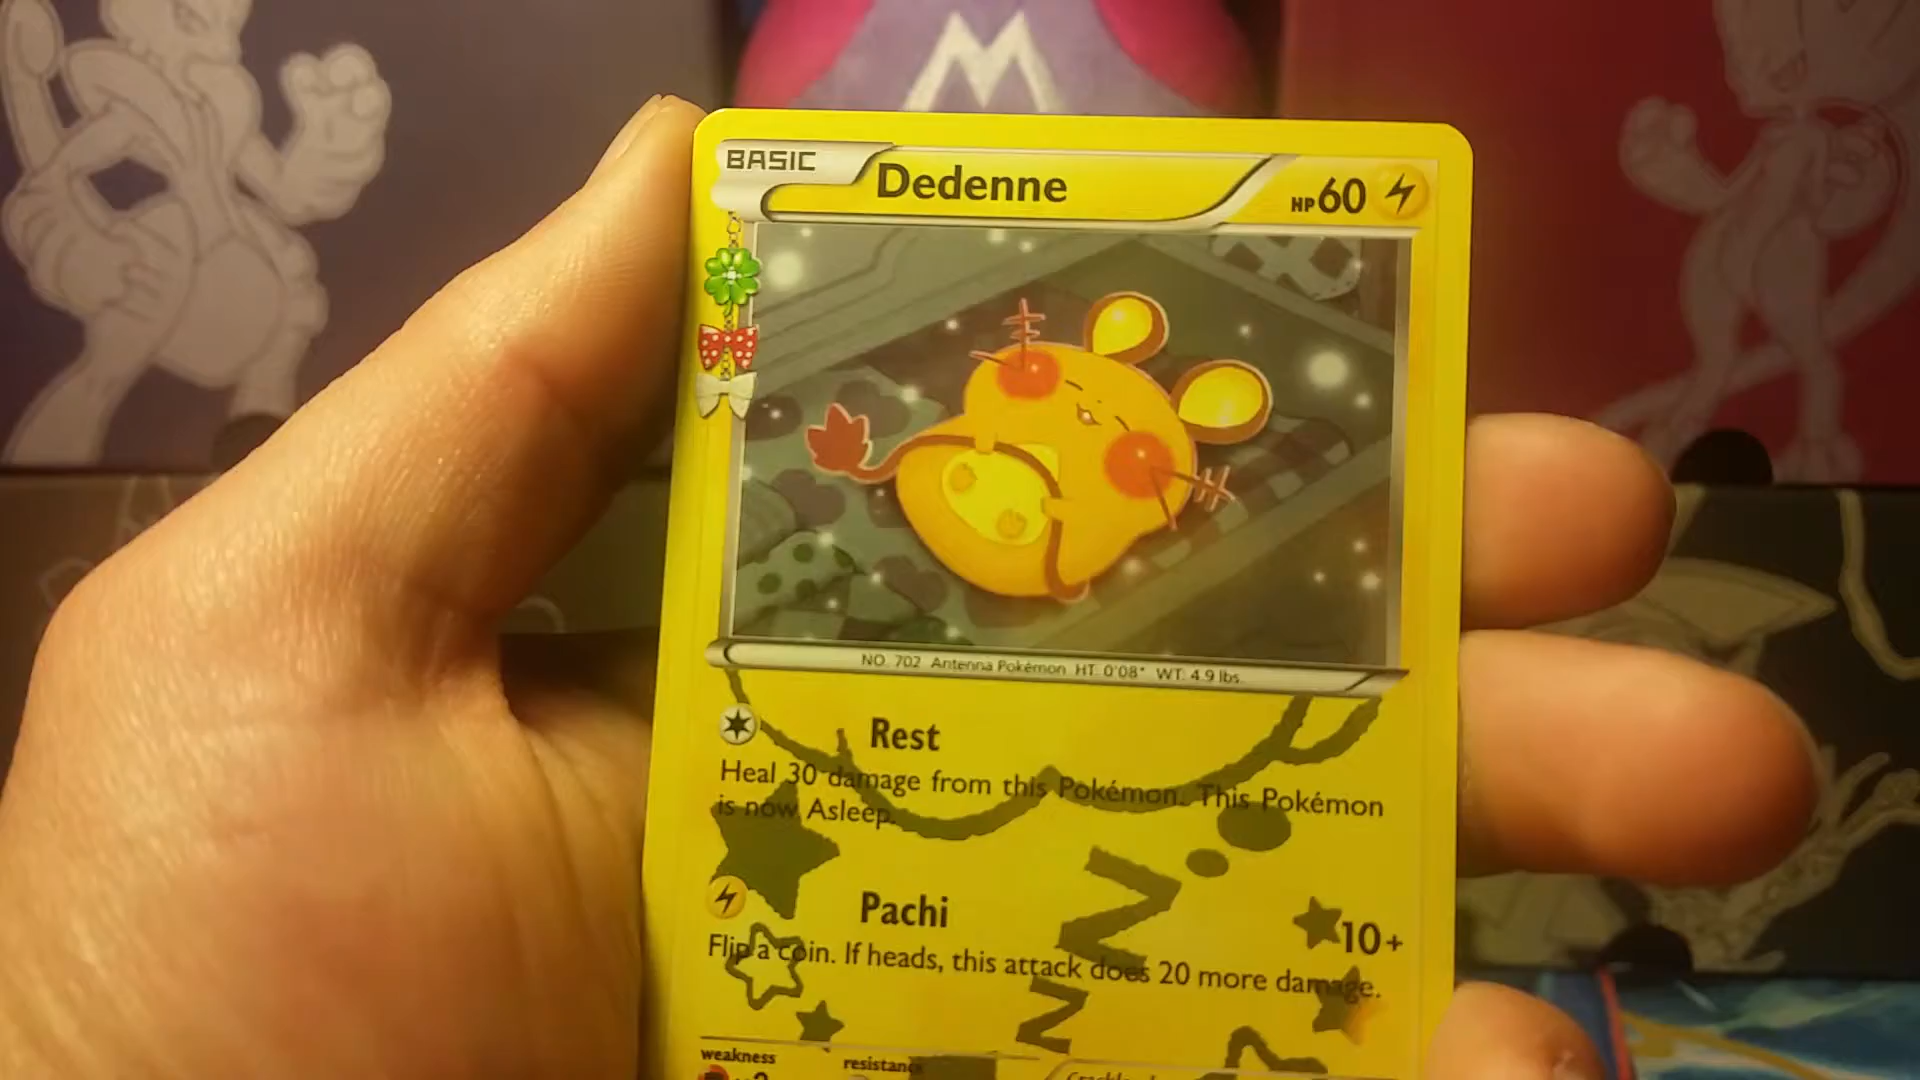 M
BASIC
Dedenne
HP60
NO. 702 Antenna Pokémon HT: 0'08" WT: 4.9 lbs.
Rest
Heal 30 damage from this Pokémon. This Pokémon
is now Asleep.
Pachi
10+
Flip a coin. If heads, this attack does 20 more damage.
Z
Z
weakness
resistance